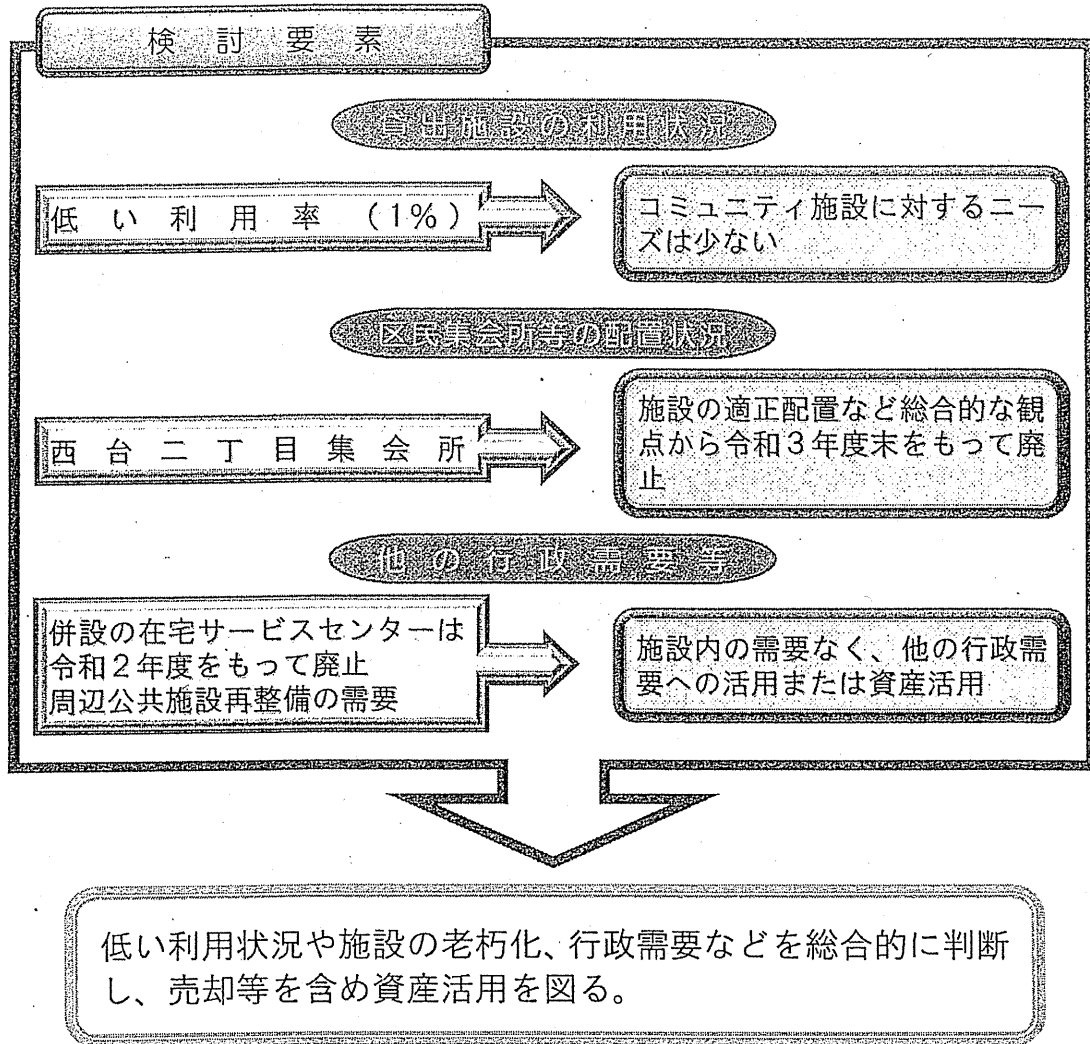 検討要素
貸出施設の利用状況
低い利用率（1%）
コミュニティ施設に対するニー
ズは少ない
区民集会所等の配置状況
西台二丁目集会所
施設の適正配置など総合的な観
点から令和３年度末をもって廃
止
他の行政需要等
併設の在宅サービスセンターは
令和２年度をもって廃止
周辺公共施設再整備の需要
施設内の需要なく、他の行政需
要への活用または資産活用
低い利用状況や施設の老朽化、行政需要などを総合的に判断
し、売却等を含め資産活用を図る。